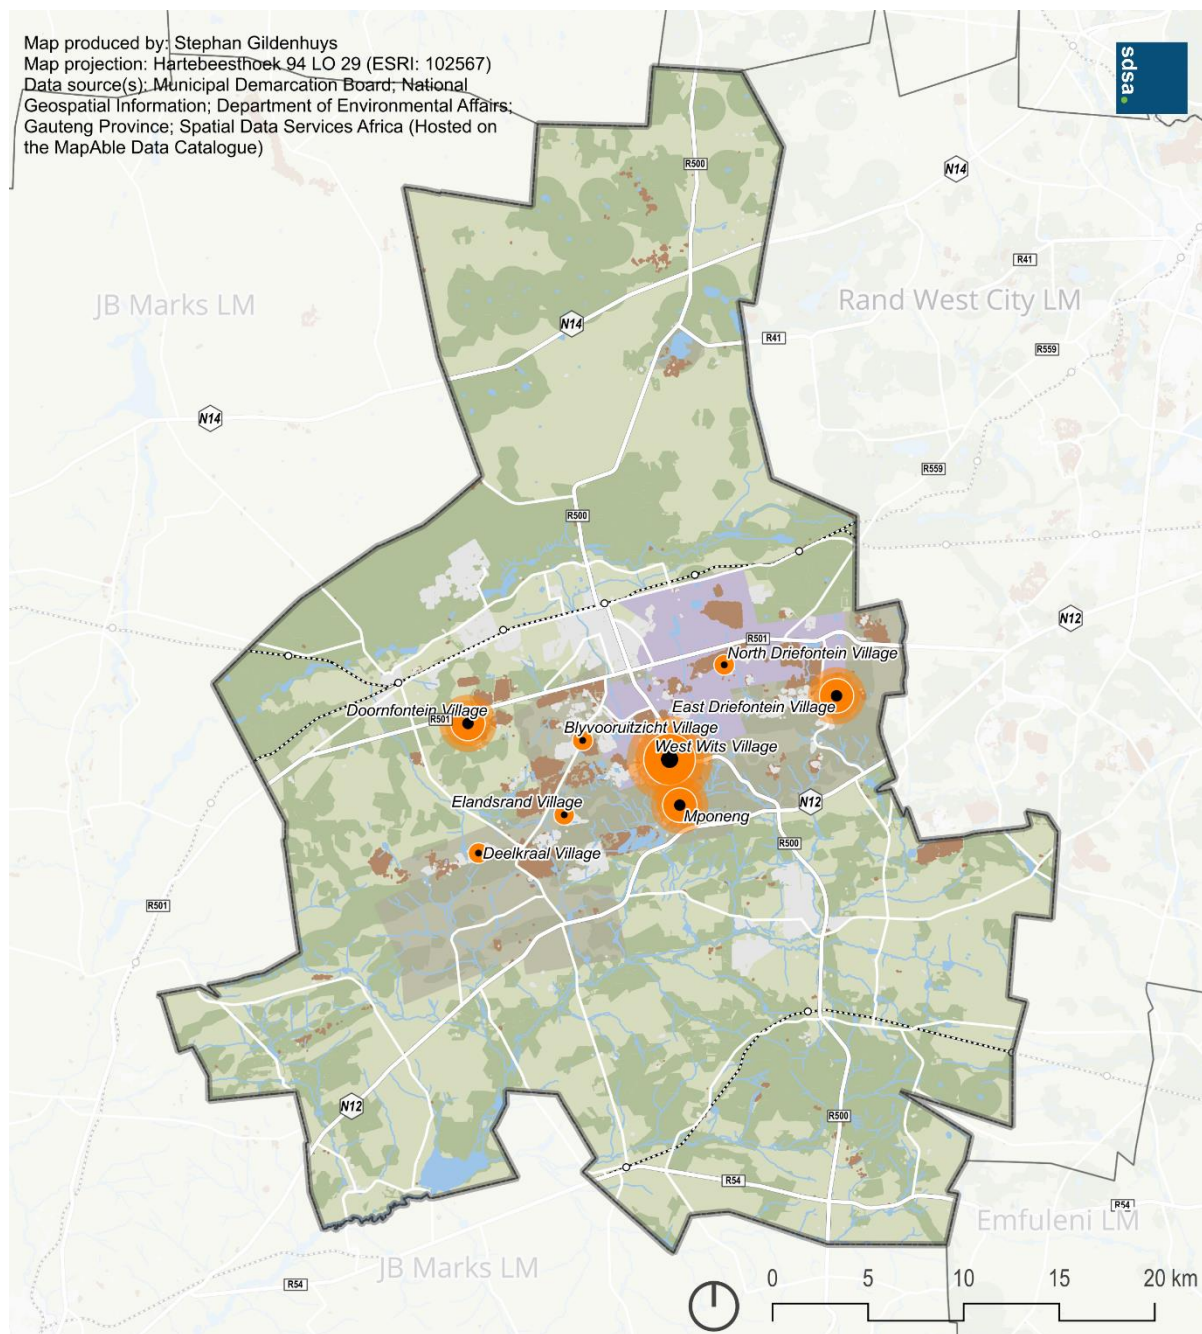 Map produced by: Stephan Gildenhuys
Map projection: Hartebeesthoek 94 LO 29 (ESRI: 102567)
Data source(s): Municipal Demarcation Board; National
Geospatial Information; Department of Environmental Affairs;
Gauteng Province; Spatial Data Services Africa (Hosted on
the MapAble Data Catalogue)
sdsa.
R500
N14
R41
JB Marks LM
Rand West City LM
N14
R41
R559
N14
R559
R500
N12
R501
North Driefontein Village
East Driefontein Village
Doornfontein Village
R501
Blyvooruitzicht Village
West Wits Village
Elandsrand Village
N12
Mponeng
R500
Deelkraal Village
R501
N12
R500
R54
R54
Emfuleni LM
JB Marks LM
R54
0 5 10 15 20 km